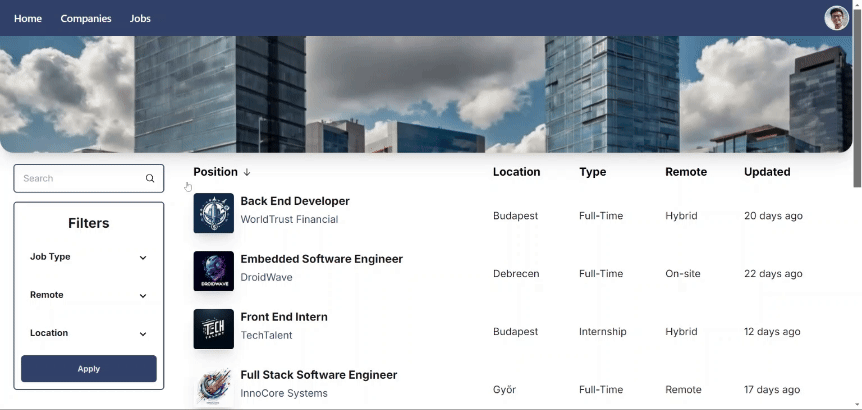 Home Companies Jobs
Search
Filters
Job Type
Remote
Location
Apply
Position ↓ Location Type Remote Updated
Back End Developer
WorldTrust Financial
Budapest Full-Time Hybrid 20 days ago
Embedded Software Engineer
DroidWave
Debrecen Full-Time On-site 22 days ago
DROIDWAVE
Front End Intern
TechTalent
Budapest Internship Hybrid 12 days ago
TECH
TALENT
Full Stack Software Engineer
InnoCore Systems
Győr Full-Time Remote 17 days ago